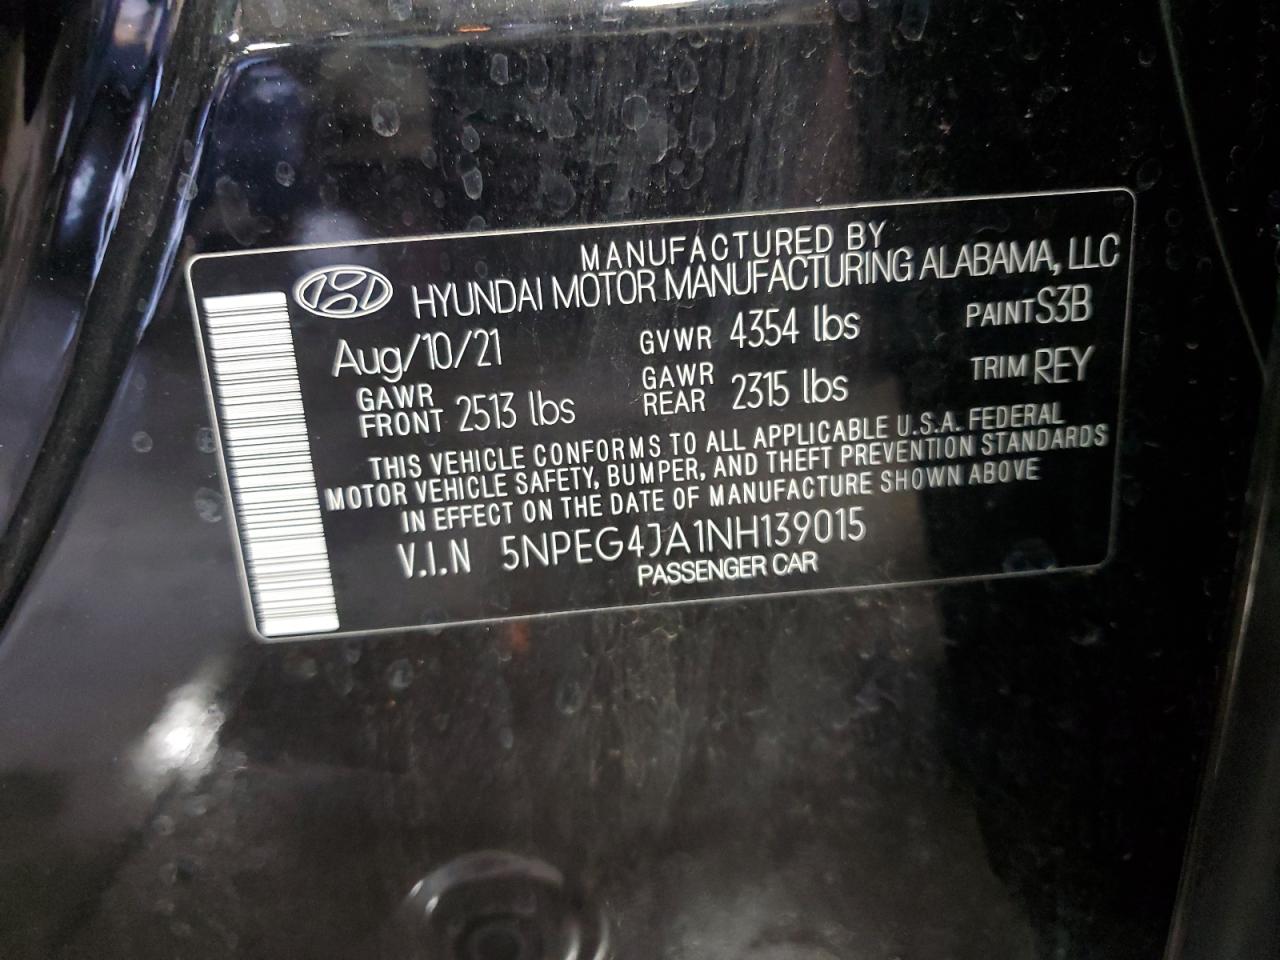 MANUFACTURED BY
HYUNDAI MOTOR MANUFACTURING ALABAMA, LLC
Aug/10/21 GVWR 4354 lbs PAINT S3B
GAWR FRONT 2513 lbs GAWR REAR 2315 lbs TRIM REY
THIS VEHICLE CONFORMS TO ALL APPLICABLE U.S.A. FEDERAL
MOTOR VEHICLE SAFETY, BUMPER, AND THEFT PREVENTION STANDARDS
IN EFFECT ON THE DATE OF MANUFACTURE SHOWN ABOVE
V.I.N 5NPEG4JA1NH139015
PASSENGER CAR